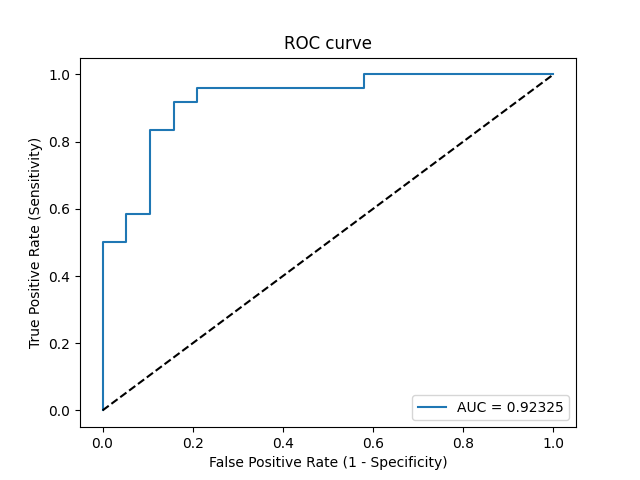 ROC curve
True Positive Rate (Sensitivity)
1.0
0.8
0.6
0.4
0.2
0.0
AUC = 0.92325
0.0 0.2 0.4 0.6 0.8 1.0
False Positive Rate (1 - Specificity)